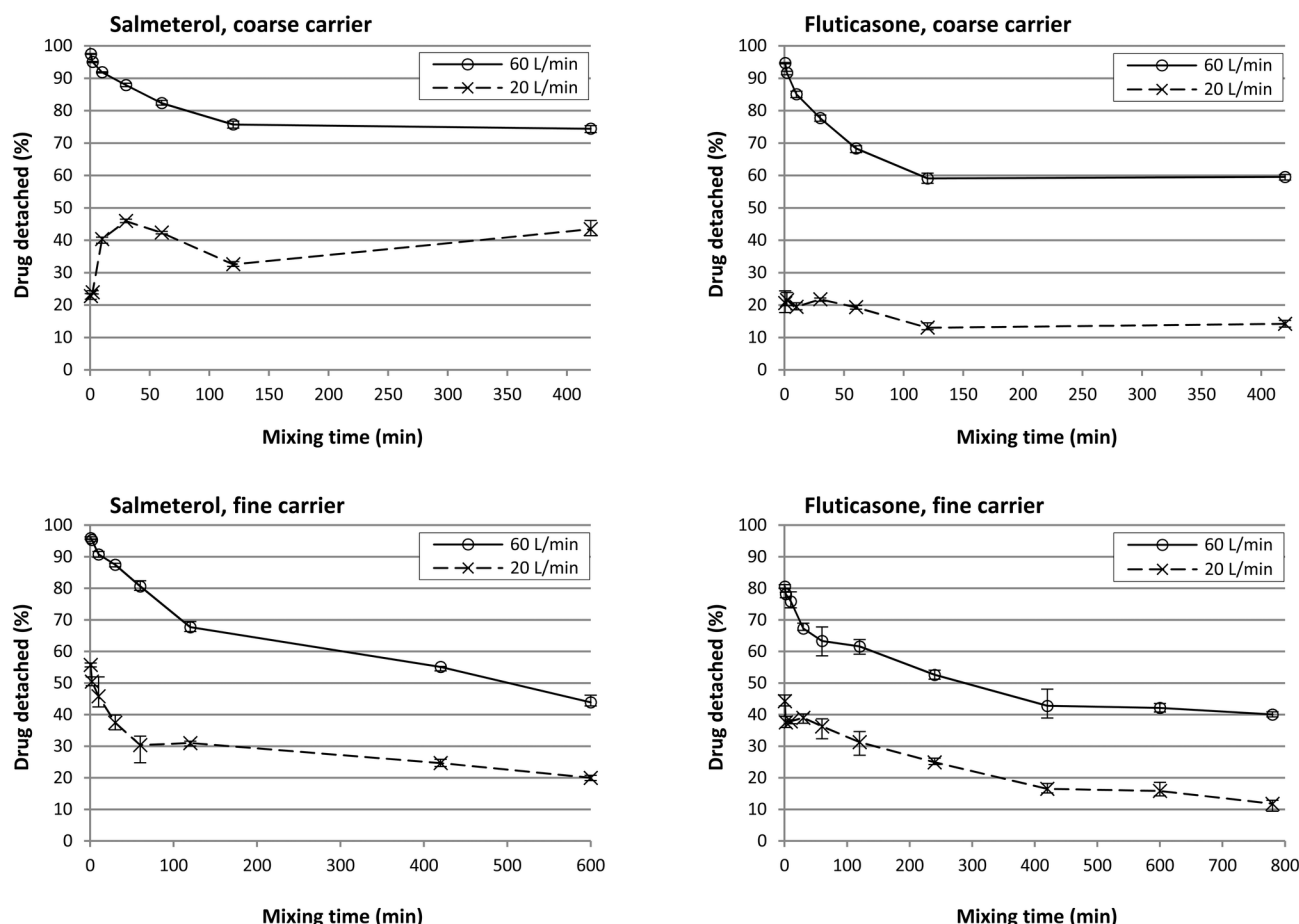 Salmeterol, coarse carrier
Drug detached (%)
100
90
80
70
60
50
40
30
20
10
0
60 L/min
20 L/min
0 50 100 150 200 250 300 350 400
Mixing time (min)
Fluticasone, coarse carrier
Drug detached (%)
100
90
80
70
60
50
40
30
20
10
0
60 L/min
20 L/min
0 50 100 150 200 250 300 350 400
Mixing time (min)
Salmeterol, fine carrier
Drug detached (%)
100
90
80
70
60
50
40
30
20
10
0
60 L/min
20 L/min
0 100 200 300 400 500 600
Mixing time (min)
Fluticasone, fine carrier
Drug detached (%)
100
90
80
70
60
50
40
30
20
10
0
60 L/min
20 L/min
0 100 200 300 400 500 600 700 800
Mixing time (min)